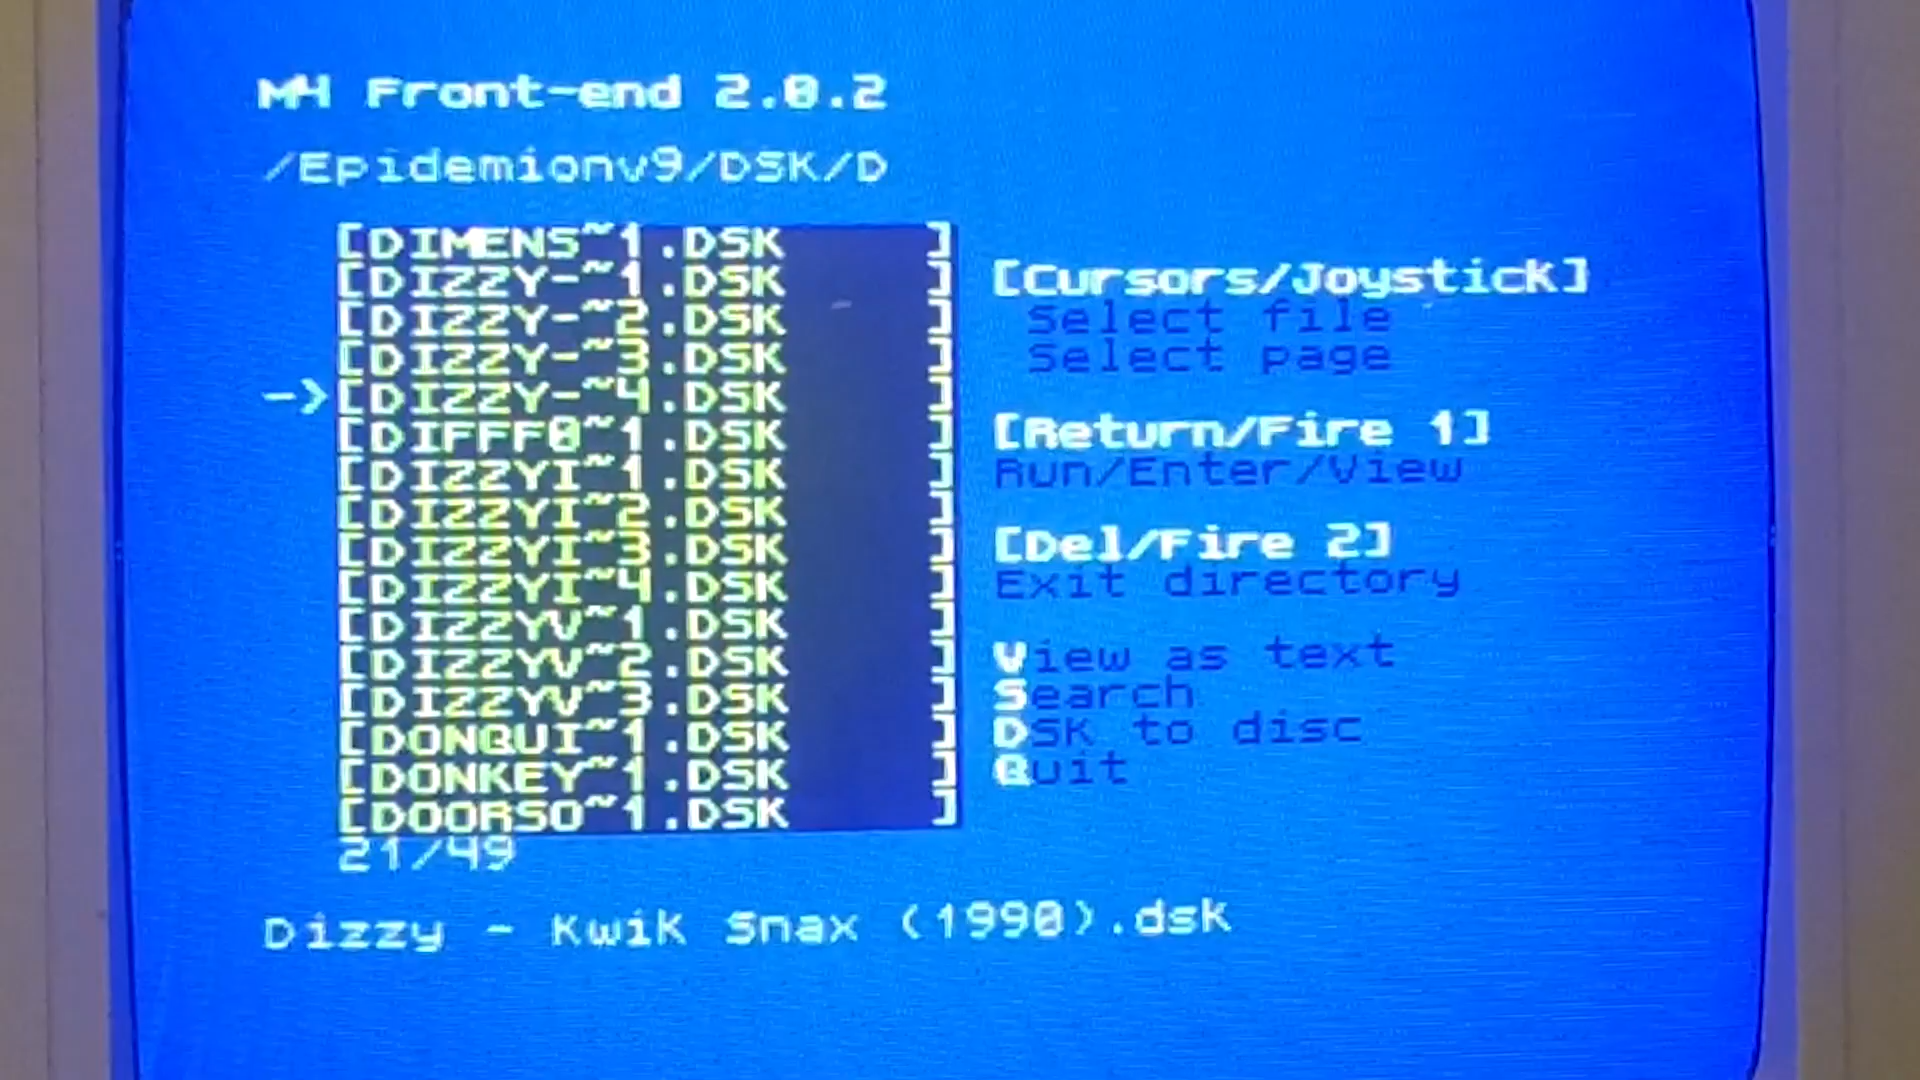 M4 Front-end 2.0.2
/Epidemionv9/DSK/D
[DIMENS~1.DSK ]
[DIZZY-~1.DSK ]
[DIZZY-~2.DSK ]
[DIZZY-~3.DSK ]
->[DIZZY-~4.DSK ]
[DIFFF0~1.DSK ]
[DIZZYI~1.DSK ]
[DIZZYI~2.DSK ]
[DIZZYI~3.DSK ]
[DIZZYI~4.DSK ]
[DIZZYV~1.DSK ]
[DIZZYV~2.DSK ]
[DIZZYV~3.DSK ]
[DONQUI~1.DSK ]
[DONKEY~1.DSK ]
[DOORSO~1.DSK ]
21/49
[Cursors/Joystick]
Select file
Select page
[Return/Fire 1]
Run/Enter/View
[Del/Fire 2]
Exit directory
View as text
Search
DSK to disc
Quit
Dizzy - Kwik Snax (1990).dsk